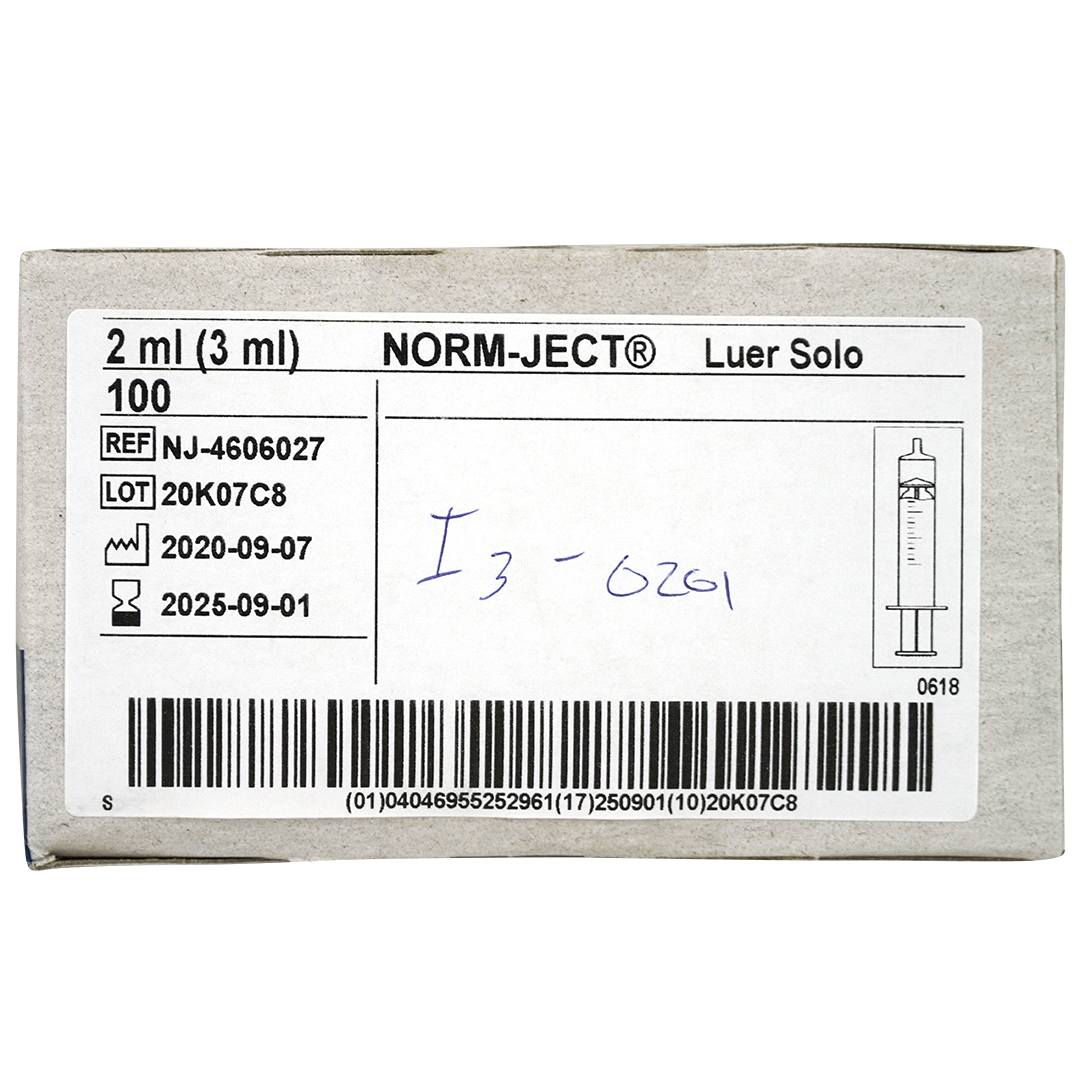 2 ml (3 ml) NORM-JECT® Luer Solo
100
REF NJ-4606027
LOT 20K07C8
2020-09-07
2025-09-01
I3-0201
0618
S
(01)04046955252961(17)250901(10)20K07C8